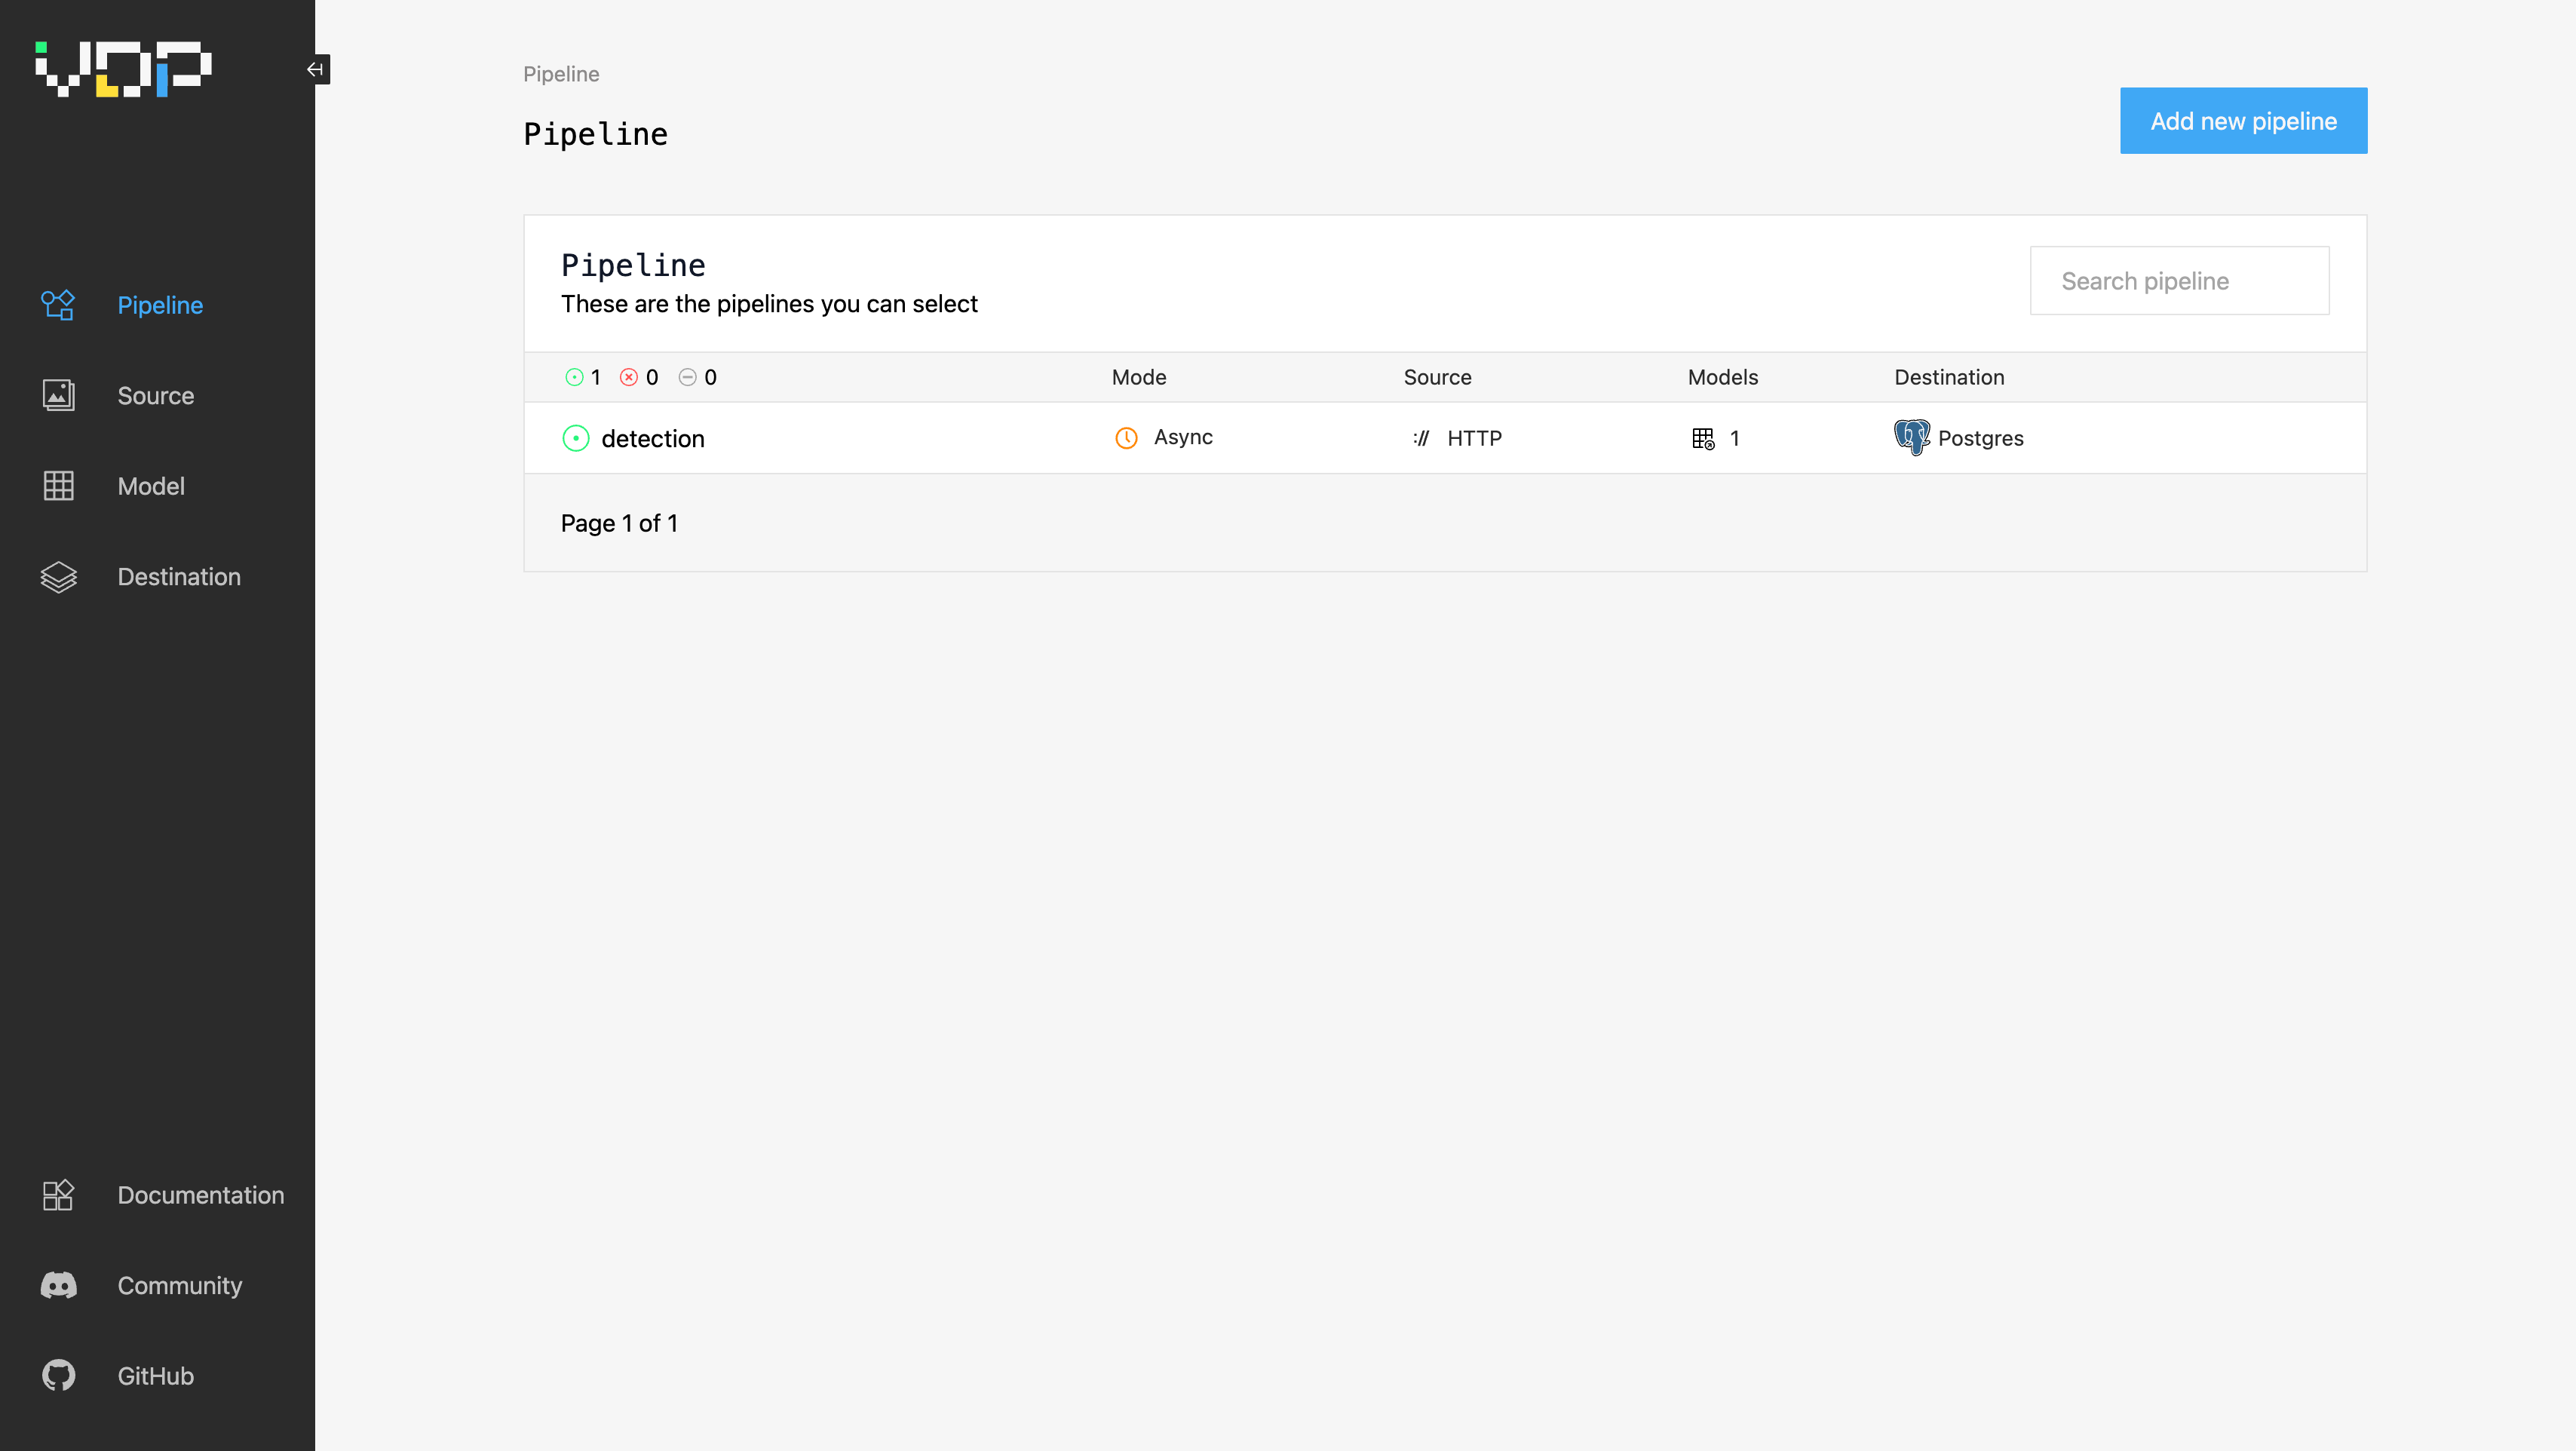 VDP
Pipeline
Source
Model
Destination
Documentation
Community
GitHub
Pipeline
Pipeline
Add new pipeline
Pipeline
These are the pipelines you can select
Search pipeline
1 0 0 Mode Source Models Destination
detection Async :// HTTP 1 Postgres
Page 1 of 1